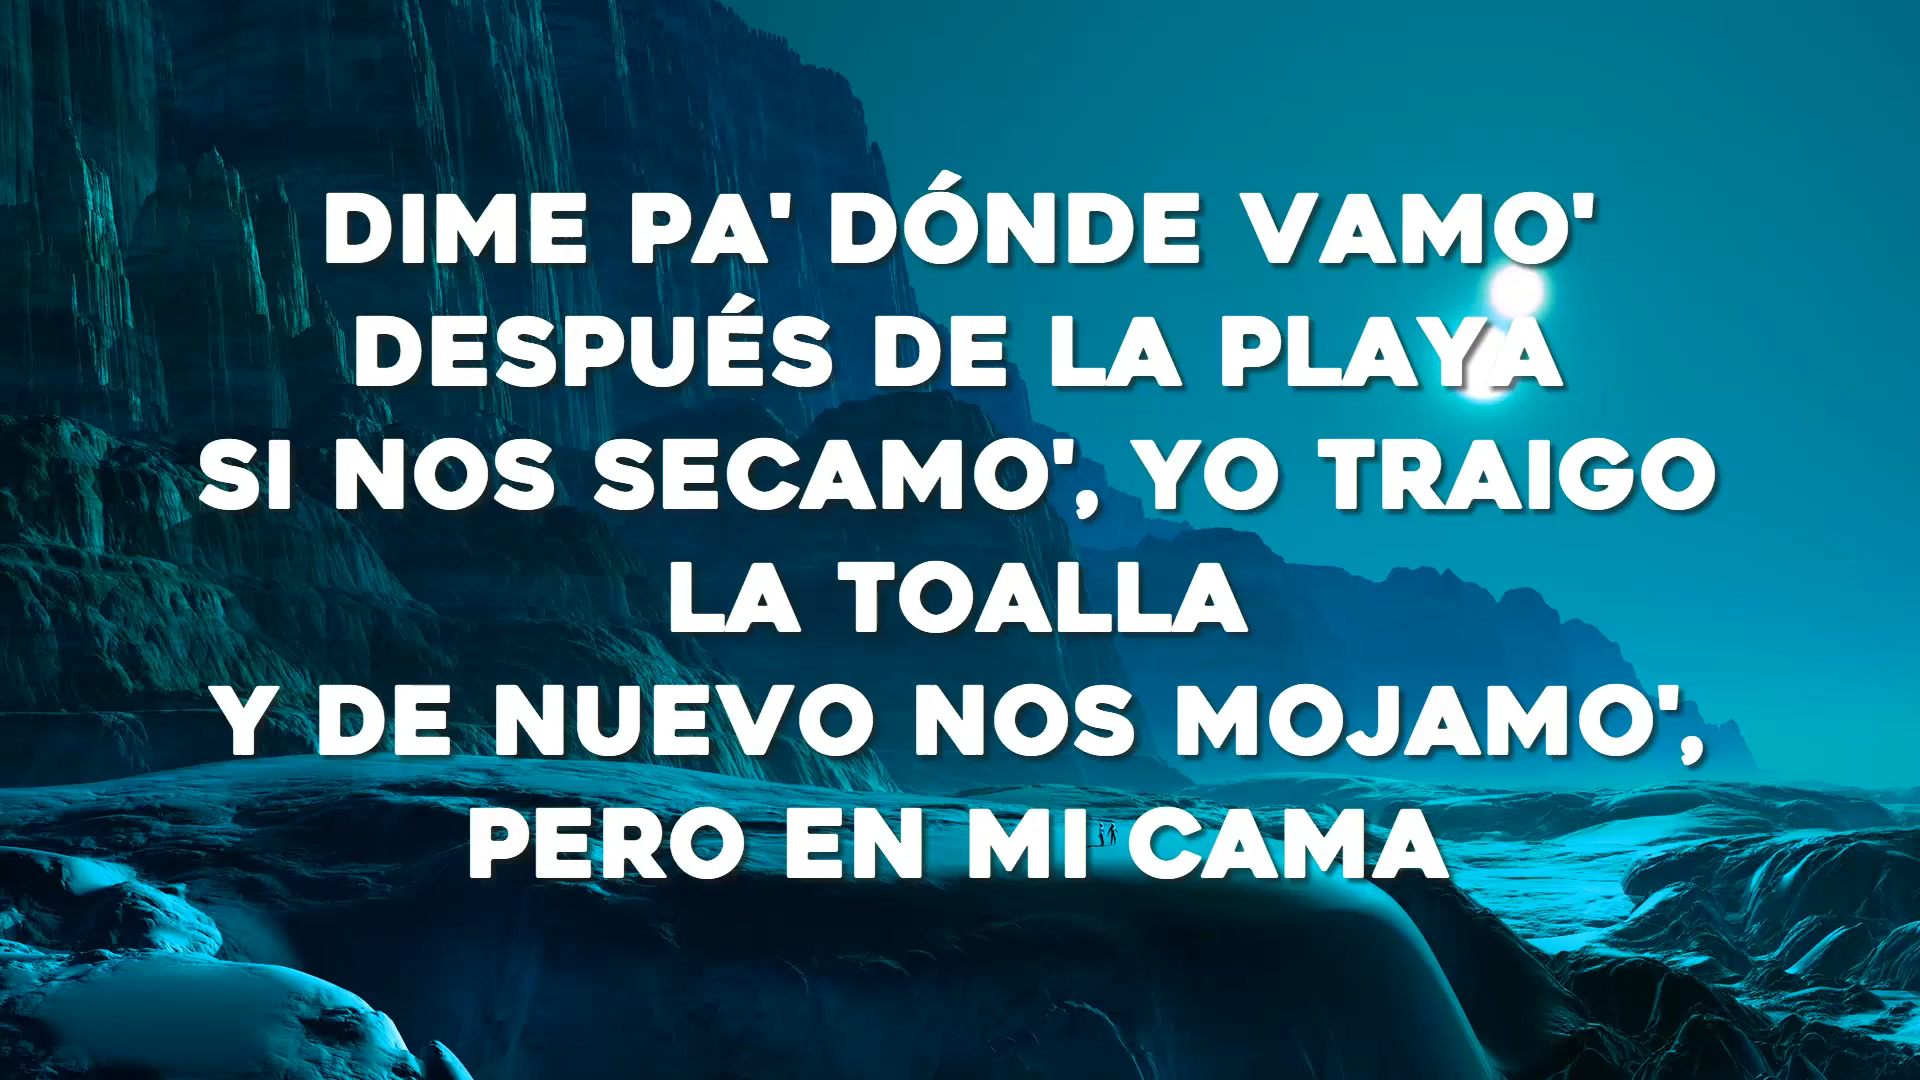 DIME PA' DÓNDE VAMO'
DESPUÉS DE LA PLAYA
SI NOS SECAMO', YO TRAIGO
LA TOALLA
Y DE NUEVO NOS MOJAMO',
PERO EN MI CAMA